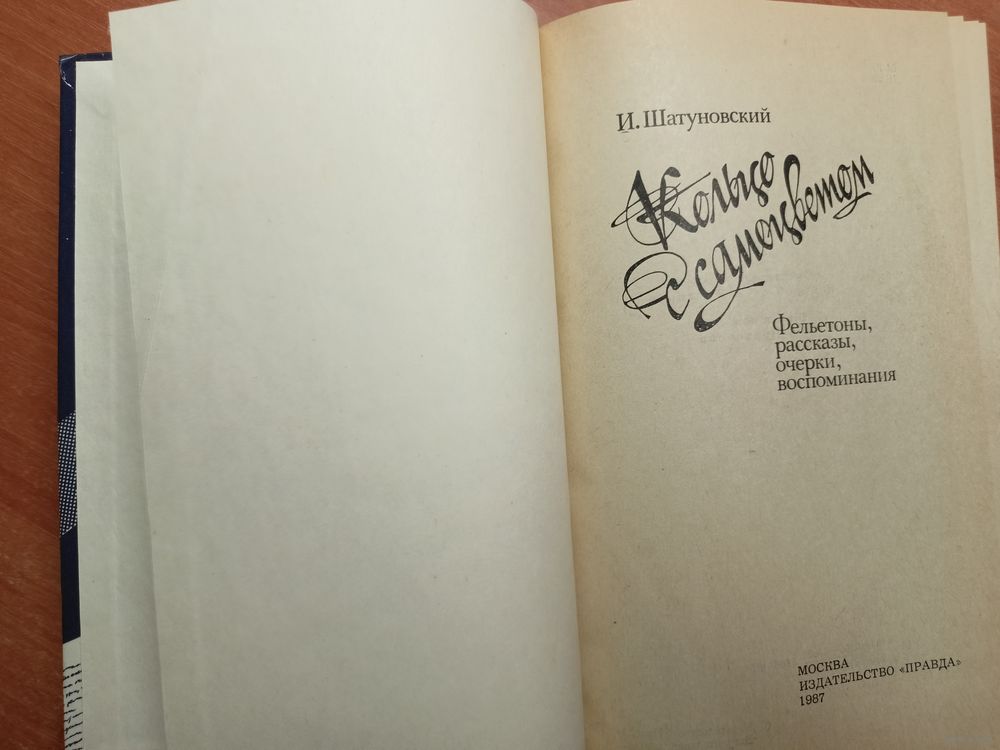 И. Шатуновский
Кольцо
с самоцветом
Фельетоны,
рассказы,
очерки,
воспоминания
МОСКВА
ИЗДАТЕЛЬСТВО «ПРАВДА»
1987